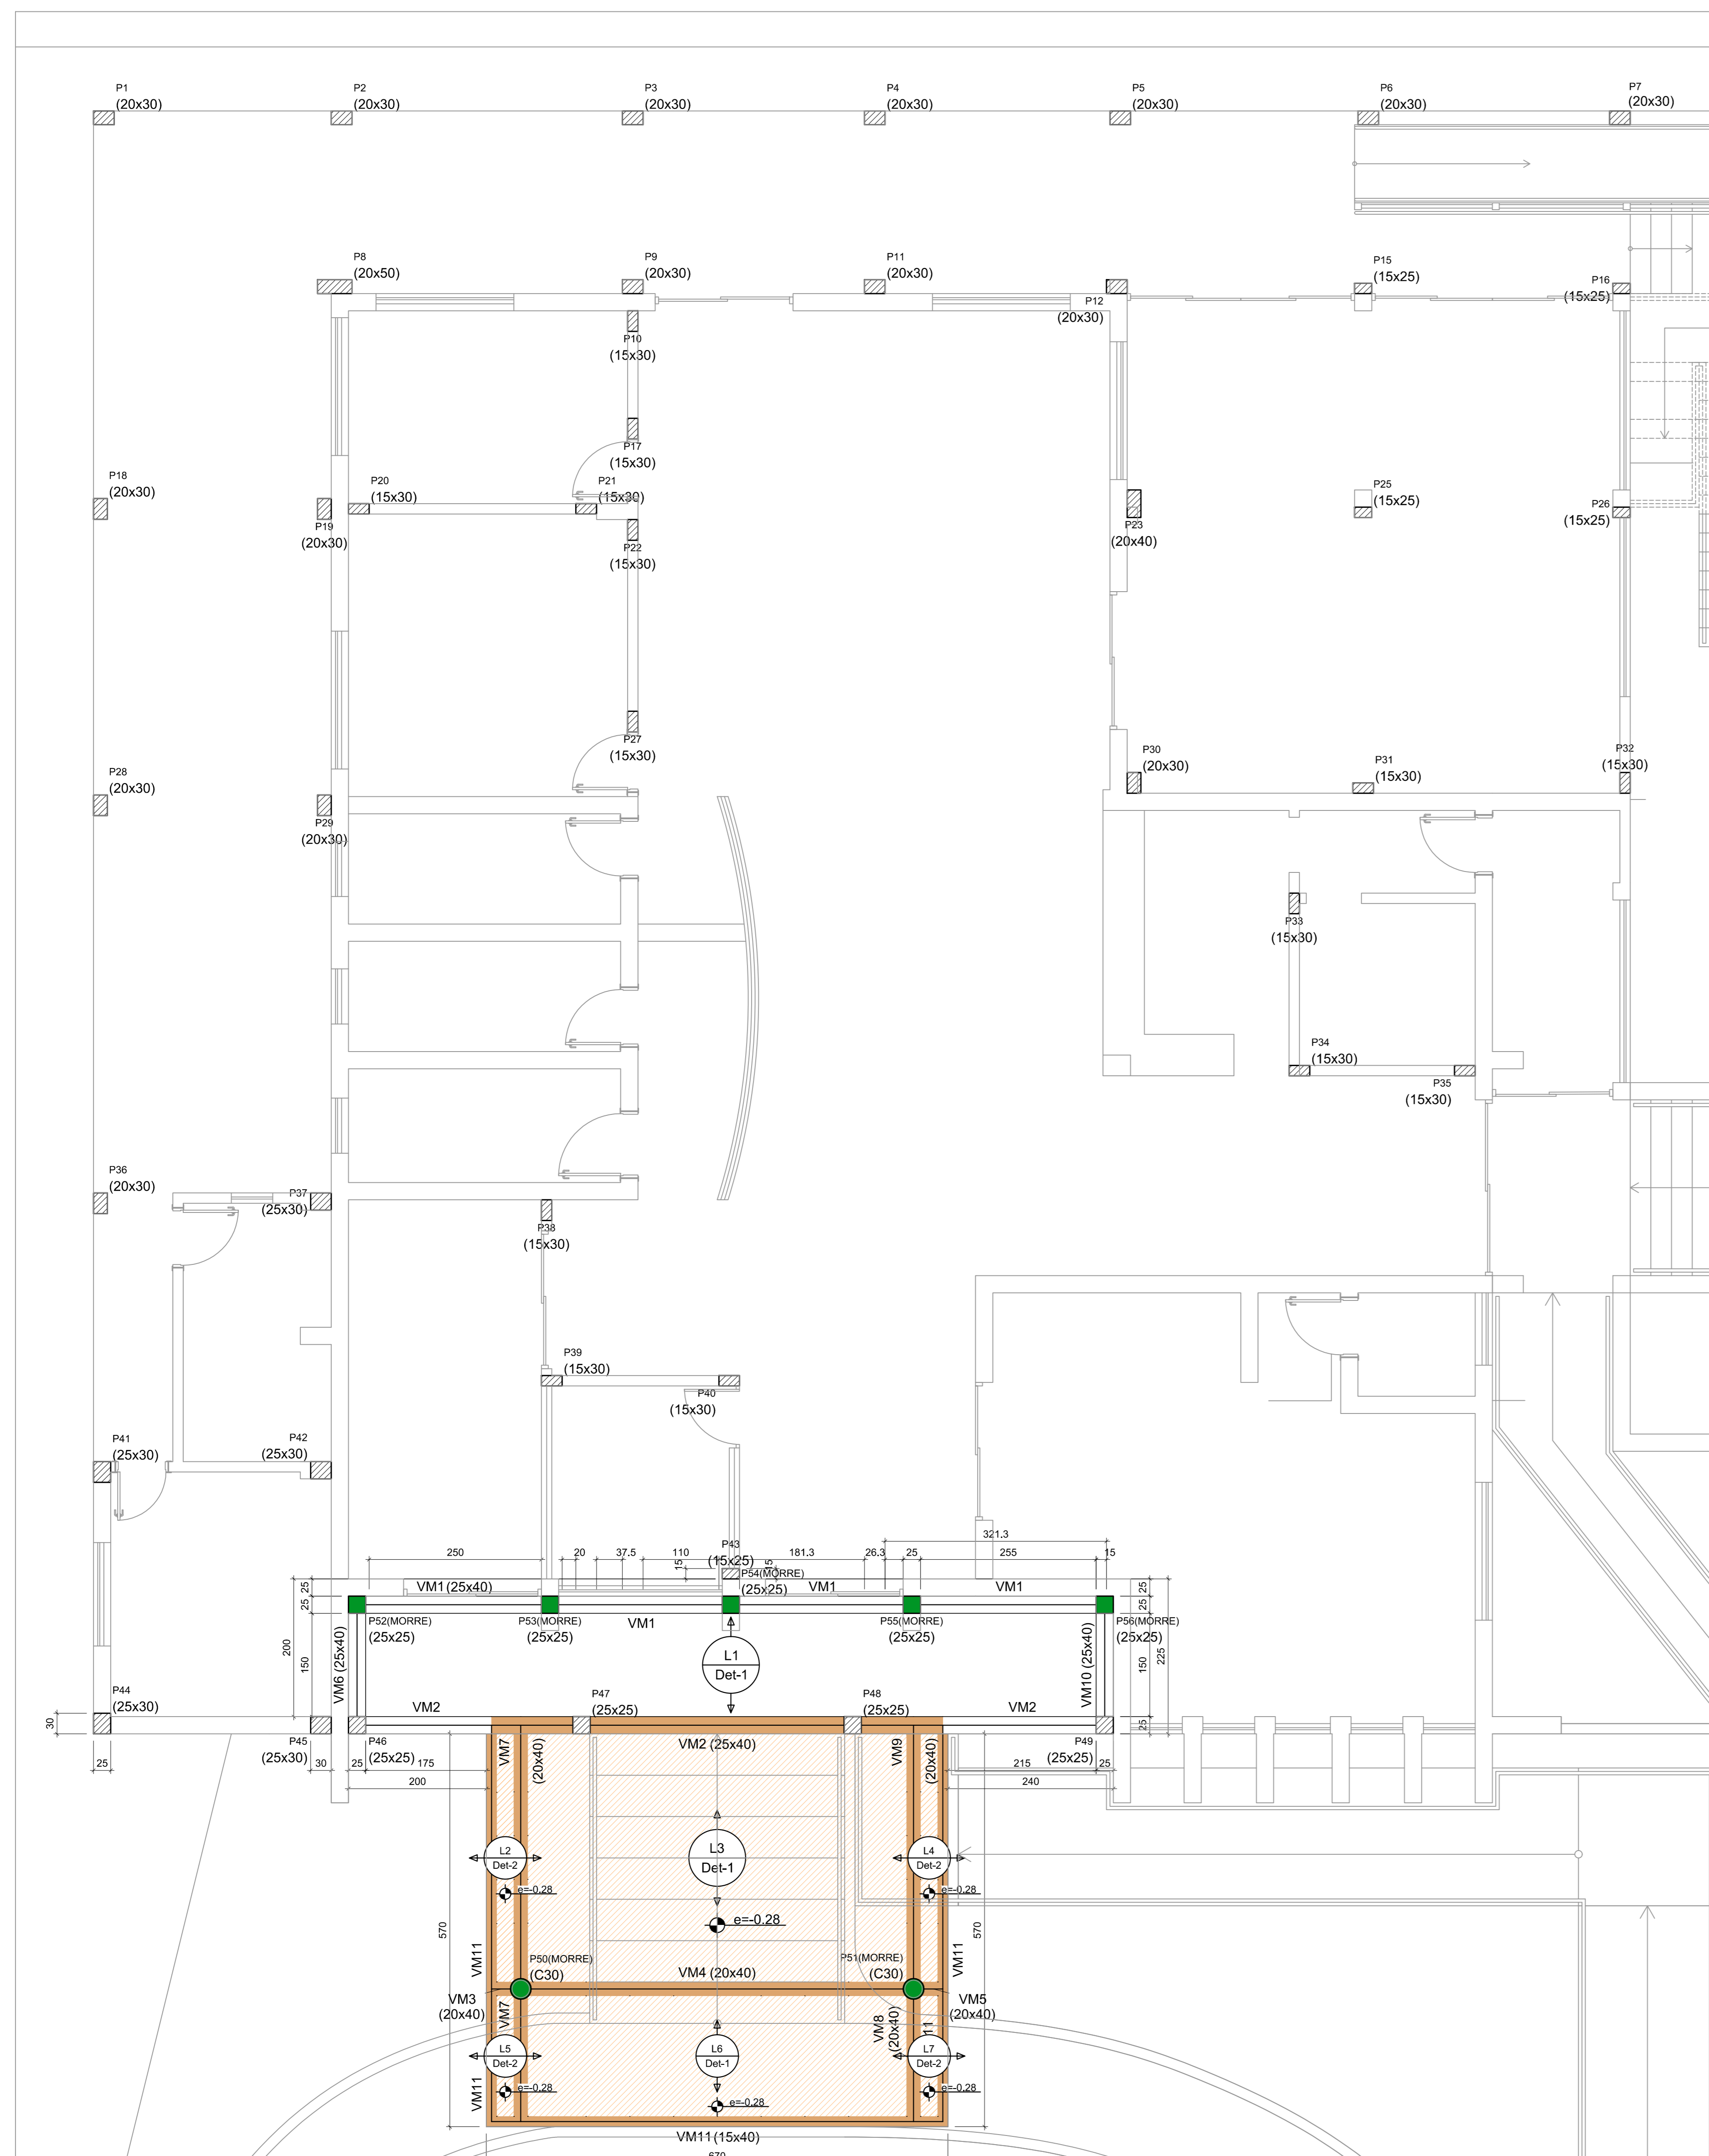 P1
(20x30)
P2
(20x30)
P3
(20x30)
P4
(20x30)
P5
(20x30)
P6
(20x30)
P7
(20x30)
P8
(20x50)
P9
(20x30)
P11
(20x30)
P12
(20x30)
P15
(15x25)
P16
(15x25)
P10
(15x30)
P17
(15x30)
P18
(20x30)
P19
(20x30)
P20
(15x30)
P21
(15x30)
P22
(15x30)
P23
(20x40)
P25
(15x25)
P26
(15x25)
P27
(15x30)
P28
(20x30)
P29
(20x30)
P30
(20x30)
P31
(15x30)
P32
(15x30)
P33
(15x30)
P34
(15x30)
P35
(15x30)
P36
(20x30)
P37
(25x30)
P38
(15x30)
P39
(15x30)
P40
(15x30)
P41
(25x30)
P42
(25x30)
321.3
250
20
37.5
110
P43
(15x25)
15
15
181.3
26.3
25
255
15
P54(MORRE)
(25x25)
VM1 (25x40)
VM1
VM1
25
25
25
25
P52(MORRE)
(25x25)
P53(MORRE)
(25x25)
VM1
P55(MORRE)
(25x25)
P56(MORRE)
(25x25)
200
150
VM6 (25x40)
L1
Det-1
VM10 (25x40)
150
225
P44
(25x30)
30
25
VM2
P47
(25x25)
P48
(25x25)
VM2
25
P45
(25x30)
30
P46
(25x25)
25
175
200
VM7
(20x40)
VM2 (25x40)
VM9
(20x40)
P49
(25x25)
215
25
240
L2
Det-2
e=-0.28
L3
Det-1
e=-0.28
L4
Det-2
e=-0.28
570
570
VM11
P50(MORRE)
(C30)
VM4 (20x40)
P51(MORRE)
(C30)
VM11
VM3
(20x40)
VM7
VM8
(20x40)
11
VM5
(20x40)
L5
Det-2
e=-0.28
L6
Det-1
e=-0.28
L7
Det-2
e=-0.28
VM11
VM11 (15x40)
670